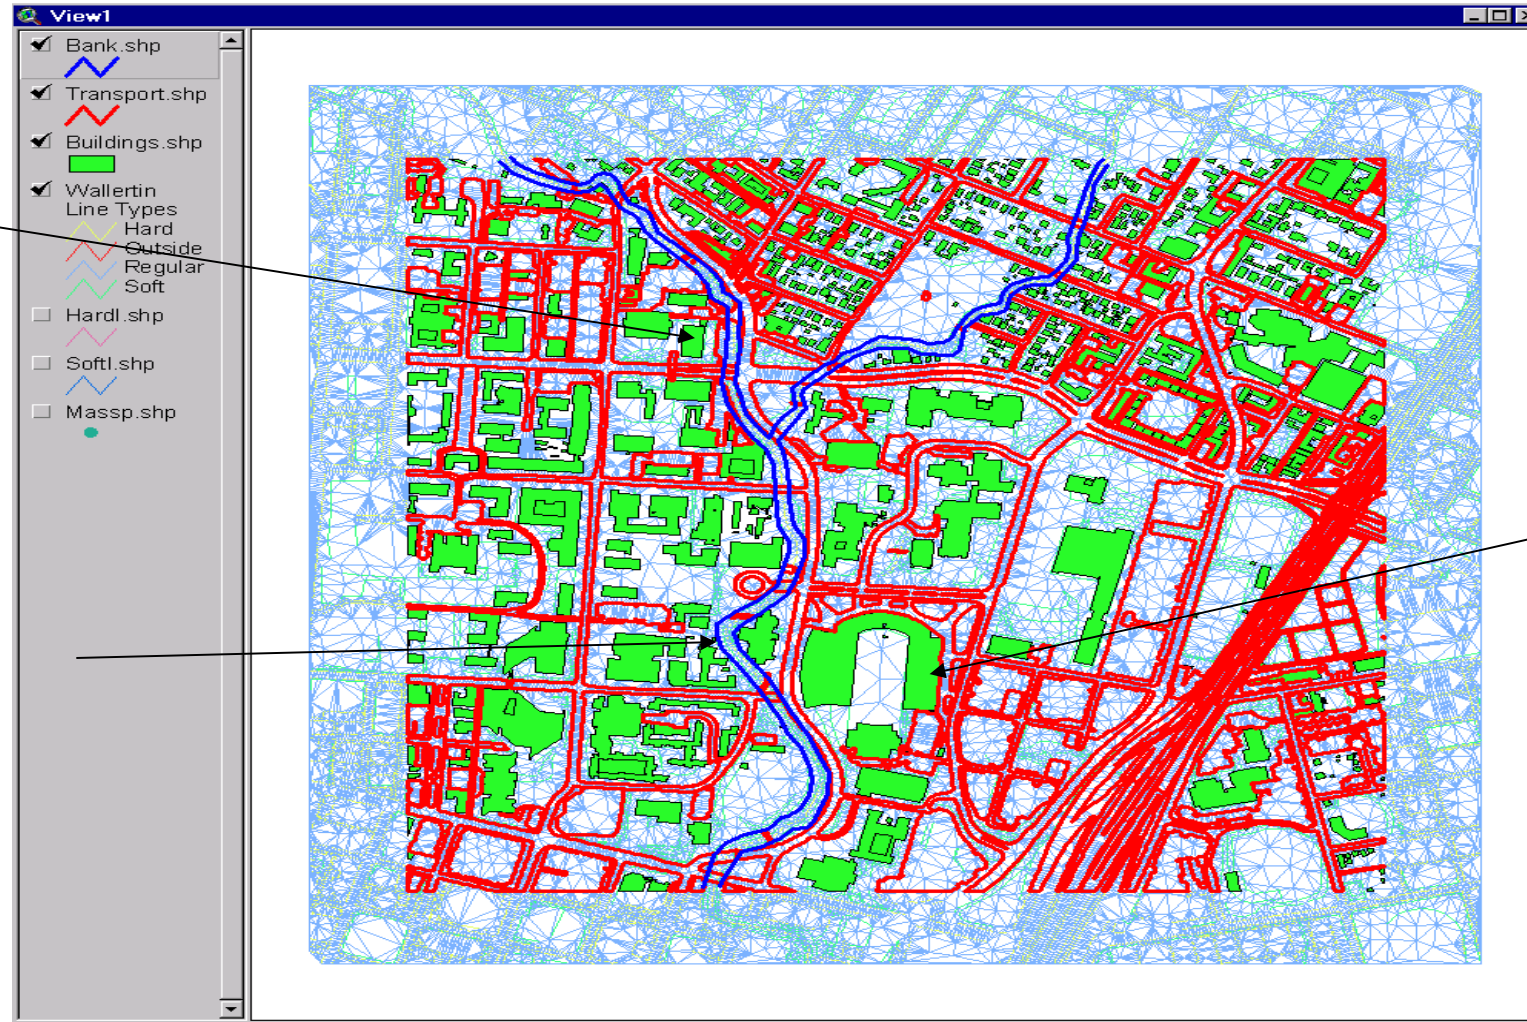 View1
Bank.shp
Transport.shp
Buildings.shp
Wallertin
Line Types
Hard
Outside
Regular
Soft
Hardl.shp
Softl.shp
Massp.shp